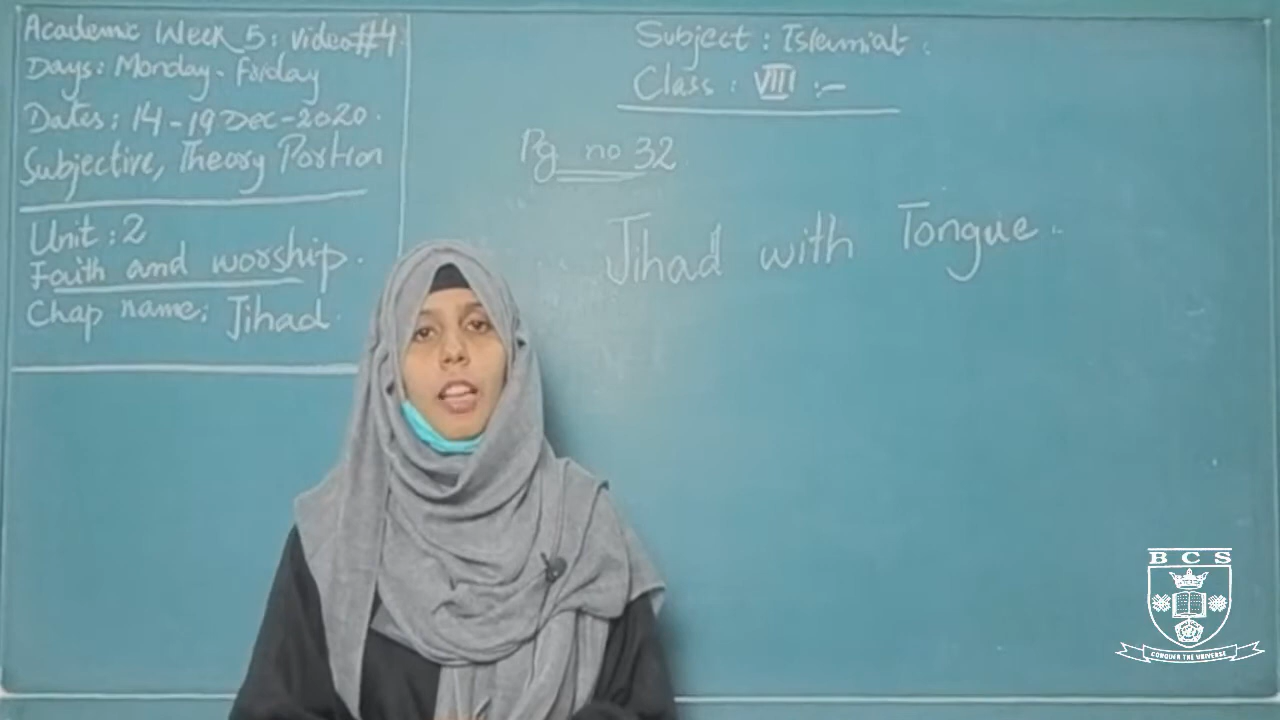 Academic Week 5: Video#4
Days: Monday - Friday
Dates: 14-19 Dec-2020.
Subjective, Theory Portion
Unit: 2
Faith and worship.
Chap name: Jihad.
Subject: Islamiat.
Class: VIII :-
Pg no 32
Jihad with Tongue.
BCS
CONQUER THE UNIVERSE